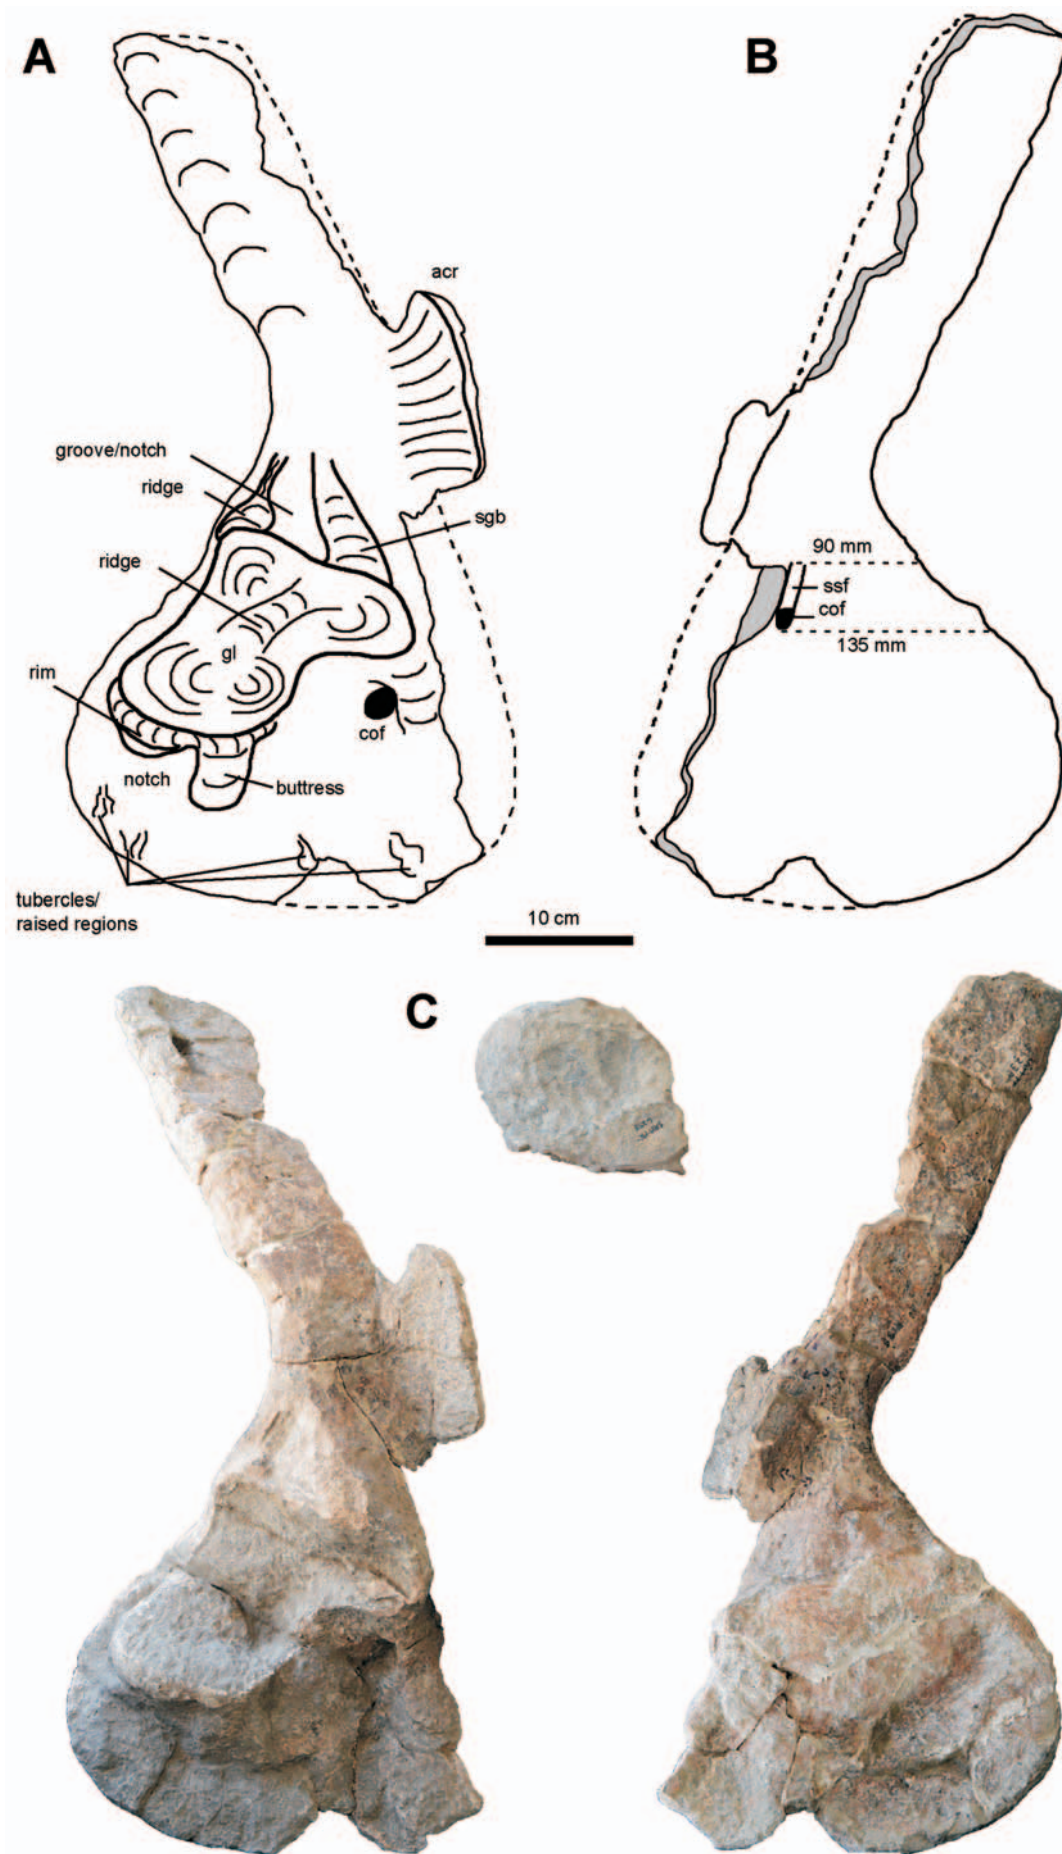 A
B
acr
groove/notch
ridge
sgb
ridge
90 mm
ssf
cof
135 mm
gl
rim
cof
notch
buttress
tubercles/
raised regions
10 cm
C